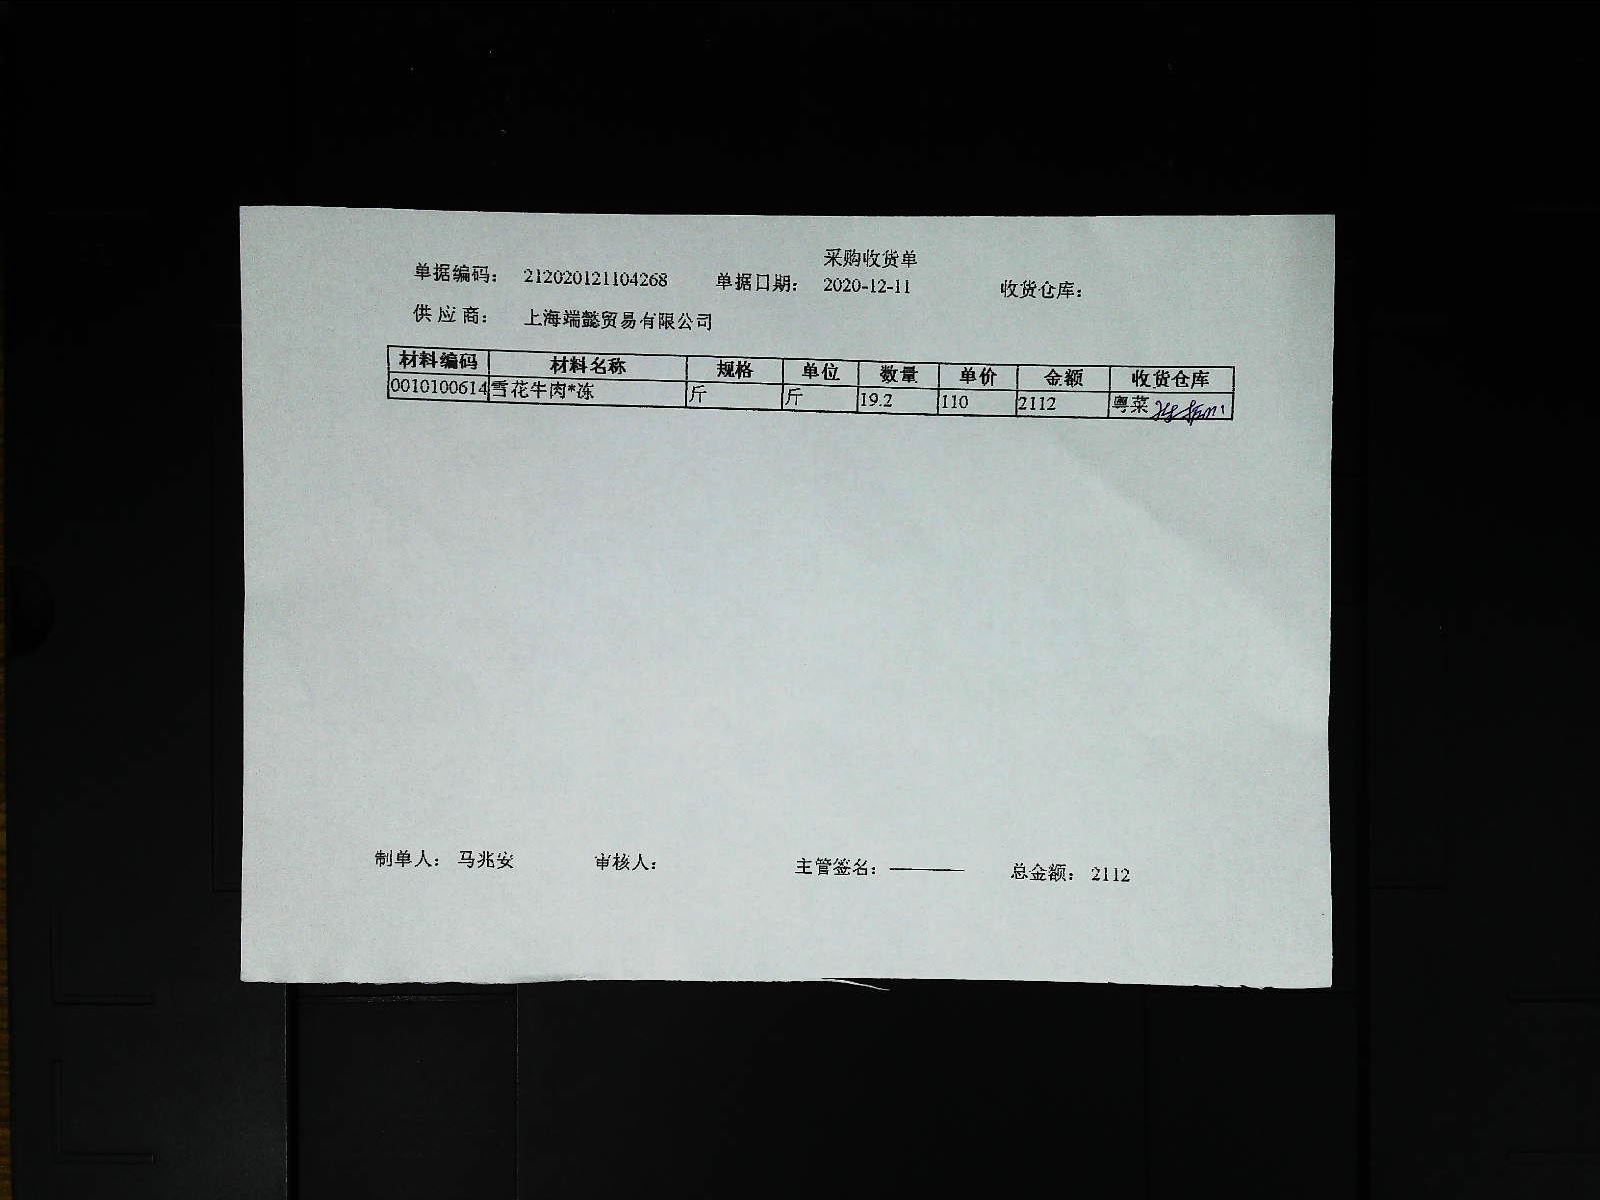 采购收货单
单据编码: 212020121104268 单据日期: 2020-12-11 收货仓库:
供应商: 上海端懿贸易有限公司
材料编码 材料名称 规格 单位 数量 单价 金额 收货仓库
0010100614 雪花牛肉*冻 斤 斤 19.2 110 2112 粤菜
制单人: 马兆安 审核人: 主管签名: 总金额: 2112